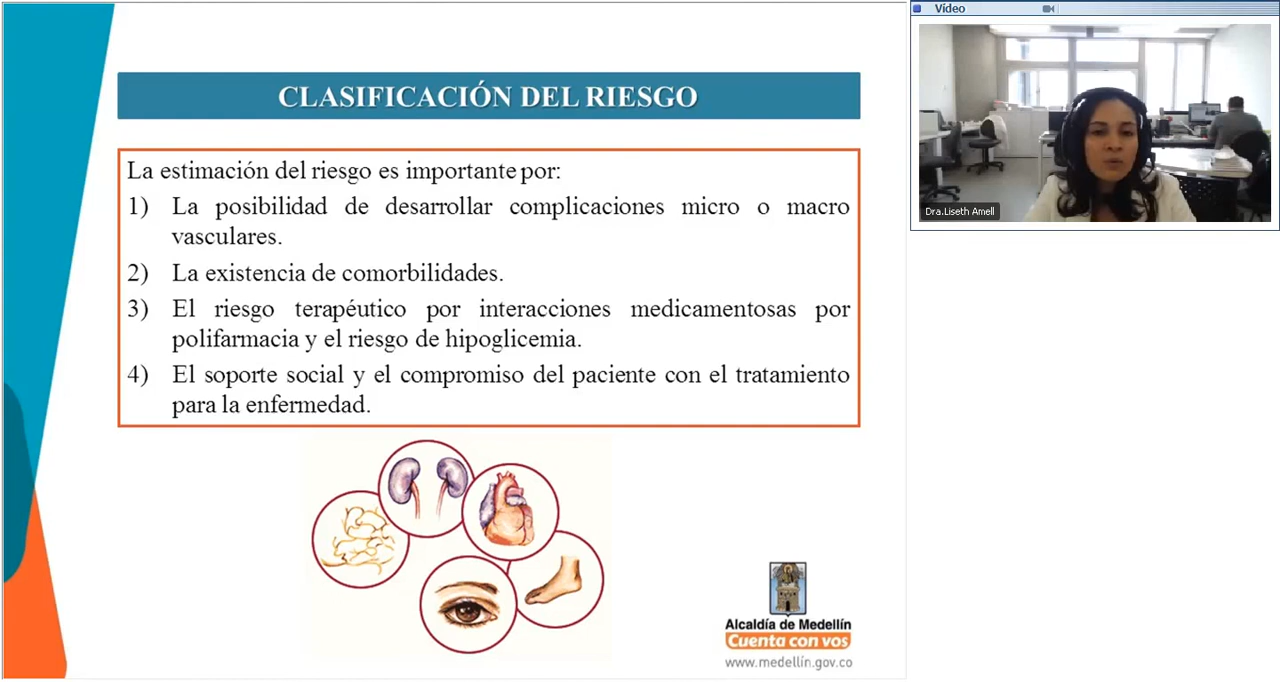 Vídeo
CLASIFICACIÓN DEL RIESGO
La estimación del riesgo es importante por:
1) La posibilidad de desarrollar complicaciones micro o macro
vasculares.
2) La existencia de comorbilidades.
3) El riesgo terapéutico por interacciones medicamentosas por
polifarmacia y el riesgo de hipoglicemia.
4) El soporte social y el compromiso del paciente con el tratamiento
para la enfermedad.
Dra.Liseth Amell
Alcaldía de Medellín
Cuenta con vos
www.medellín.gov.co